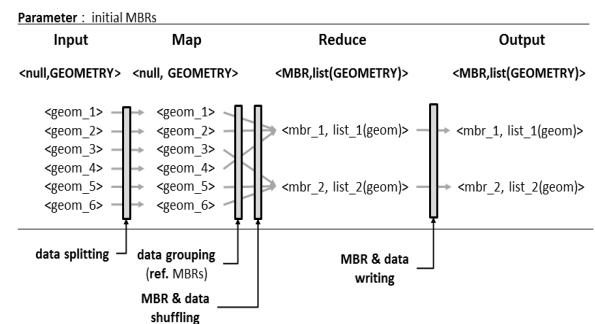 Parameter : initial MBRs
Input Map Reduce Output
<null,GEOMETRY> <null, GEOMETRY> <MBR,list(GEOMETRY)> <MBR,list(GEOMETRY)>
<geom_1> <geom_1>
<geom_2> <geom_2> <mbr_1, list_1(geom)> <mbr_1, list_1(geom)>
<geom_3> <geom_3>
<geom_4> <geom_4>
<geom_5> <geom_5> <mbr_2, list_2(geom)> <mbr_2, list_2(geom)>
<geom_6> <geom_6>
data splitting data grouping MBR & data
(ref. MBRs) writing
MBR & data
shuffling